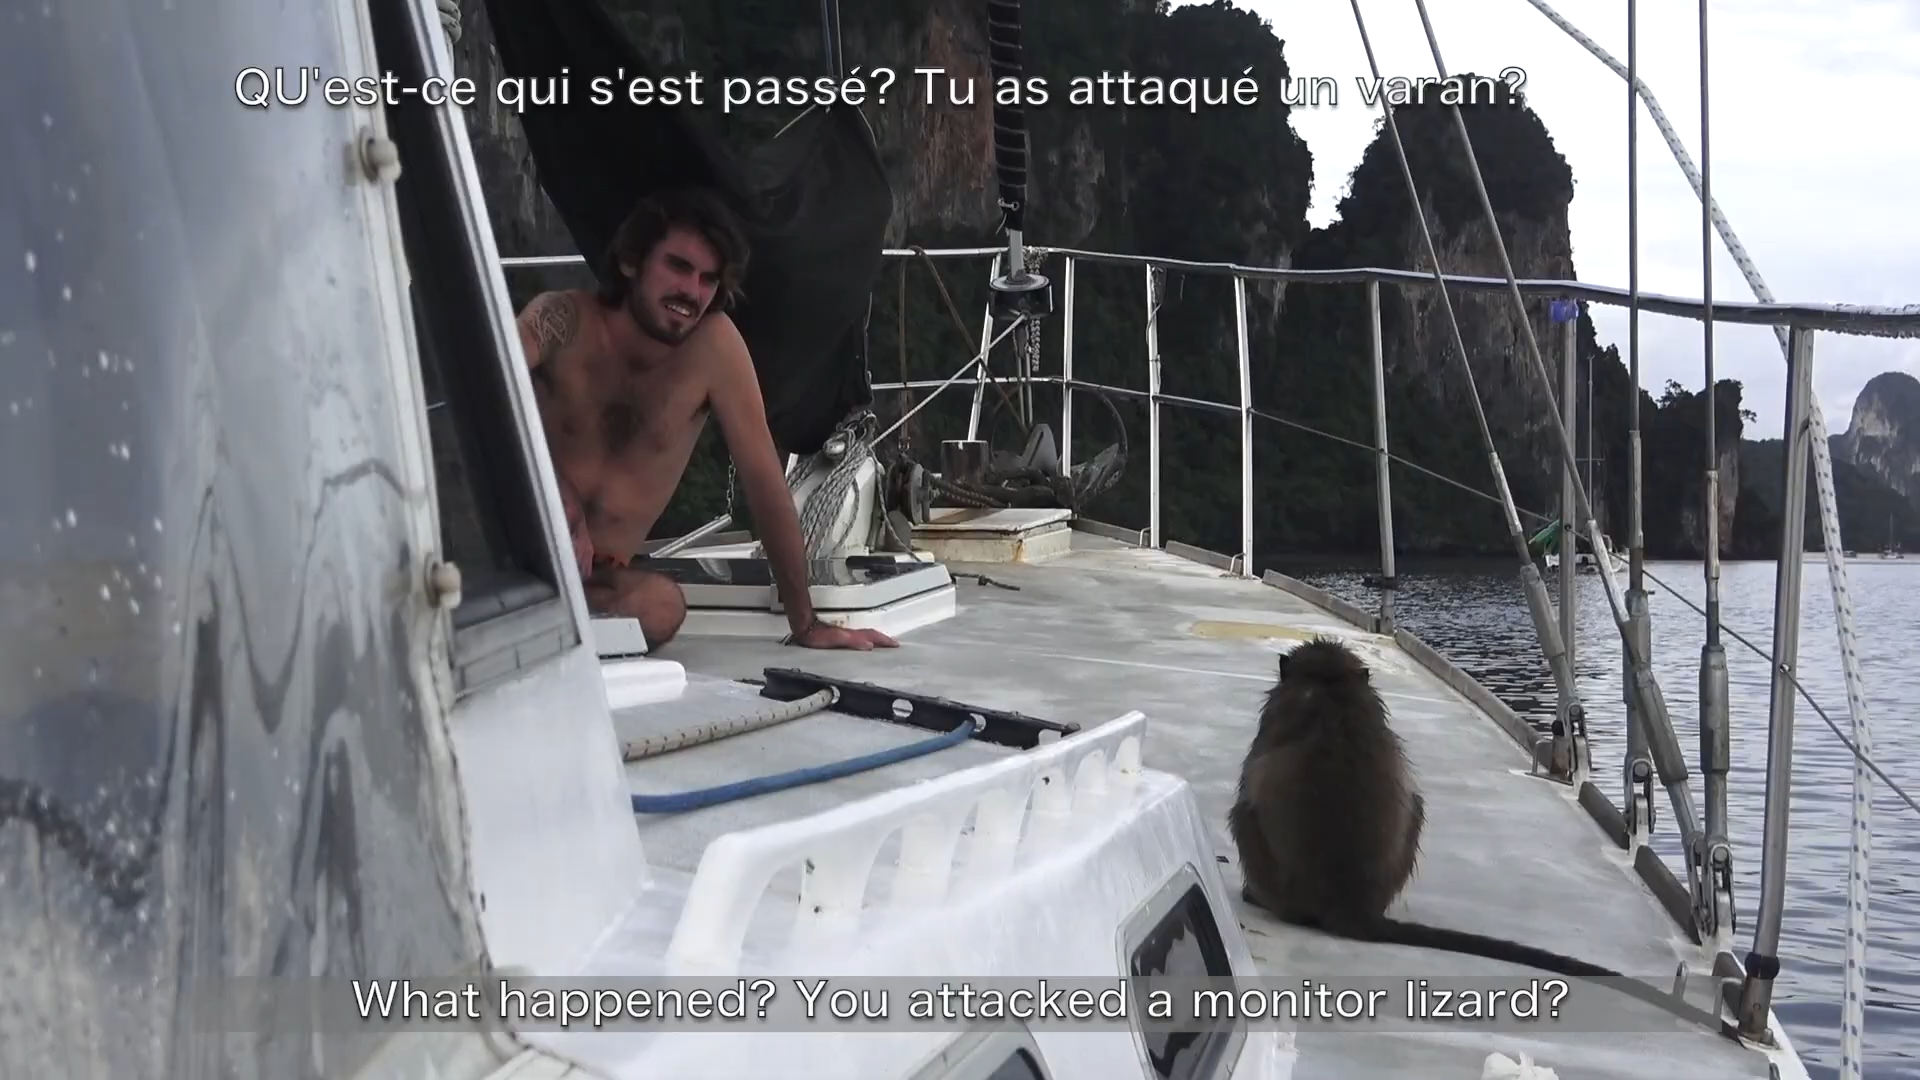 QU'est-ce qui s'est passé? Tu as attaqué un varan?
What happened? You attacked a monitor lizard?